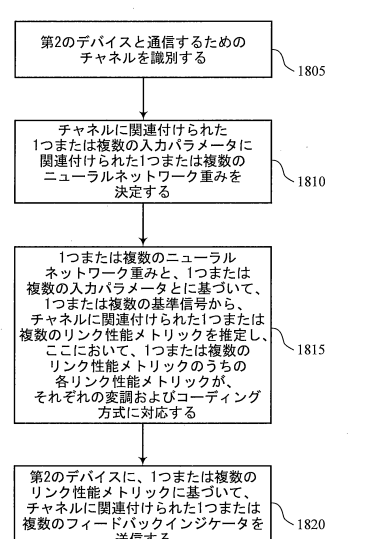 第2のデバイスと通信するための
チャネルを識別する
1805
チャネルに関連付けられた
1つまたは複数の入力パラメータに
関連付けられた1つまたは複数の
ニューラルネットワーク重みを
決定する
1810
1つまたは複数のニューラル
ネットワーク重みと、1つまたは
複数の入力パラメータとに基づいて、
1つまたは複数の基準信号から、
チャネルに関連付けられた1つまたは
複数のリンク性能メトリックを推定し、
ここにおいて、1つまたは複数の
リンク性能メトリックのうちの
各リンク性能メトリックが、
それぞれの変調およびコーディング
方式に対応する
1815
第2のデバイスに、1つまたは複数の
リンク性能メトリックに基づいて、
チャネルに関連付けられた1つまたは
複数のフィードバックインジケータを
送信する
1820